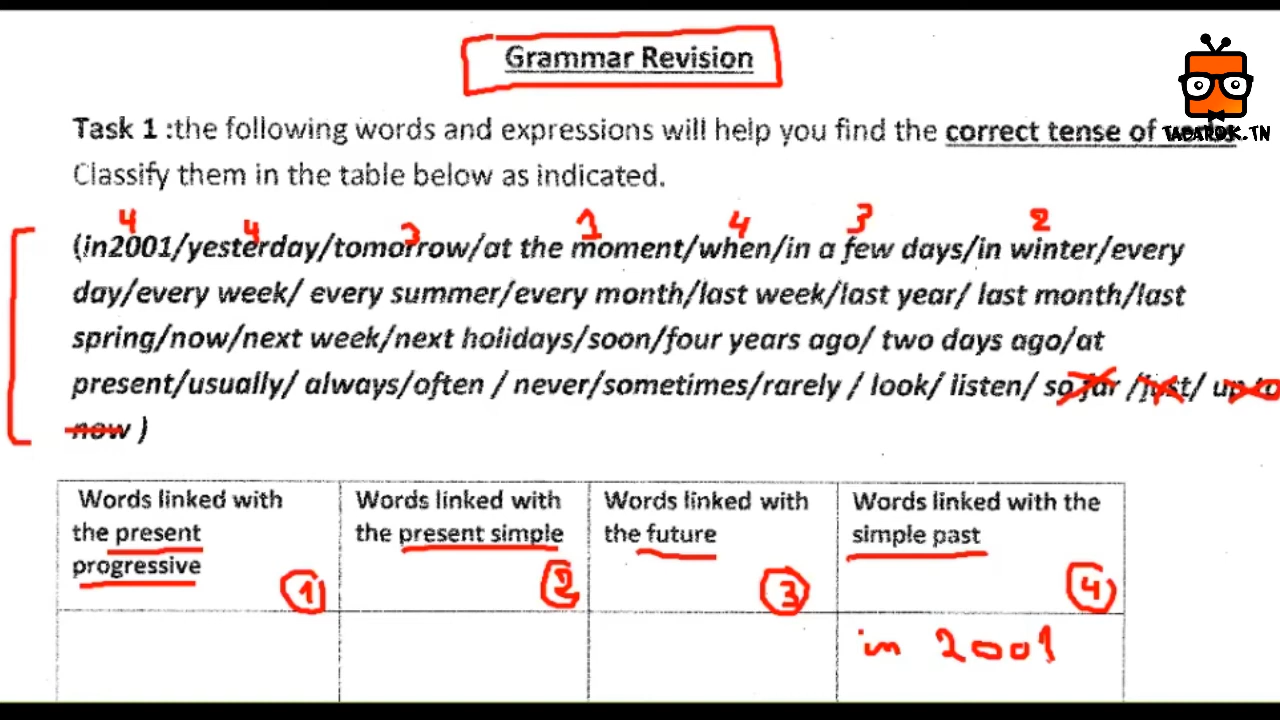 Grammar Revision
Task 1 :the following words and expressions will help you find the correct tense of
TABAROK.TN
Classify them in the table below as indicated.
4 4 3 1 4 3 2
(in2001/yesterday/tomorrow/at the moment/when/in a few days/in winter/every
day/every week/ every summer/every month/last week/last year/ last month/last
spring/now/next week/next holidays/soon/four years ago/ two days ago/at
present/usually/ always/often / never/sometimes/rarely / look/ listen/ so far /just/ up to
now )
Words linked with the present progressive 1
Words linked with the present simple 2
Words linked with the future 3
Words linked with the simple past 4
in 2001